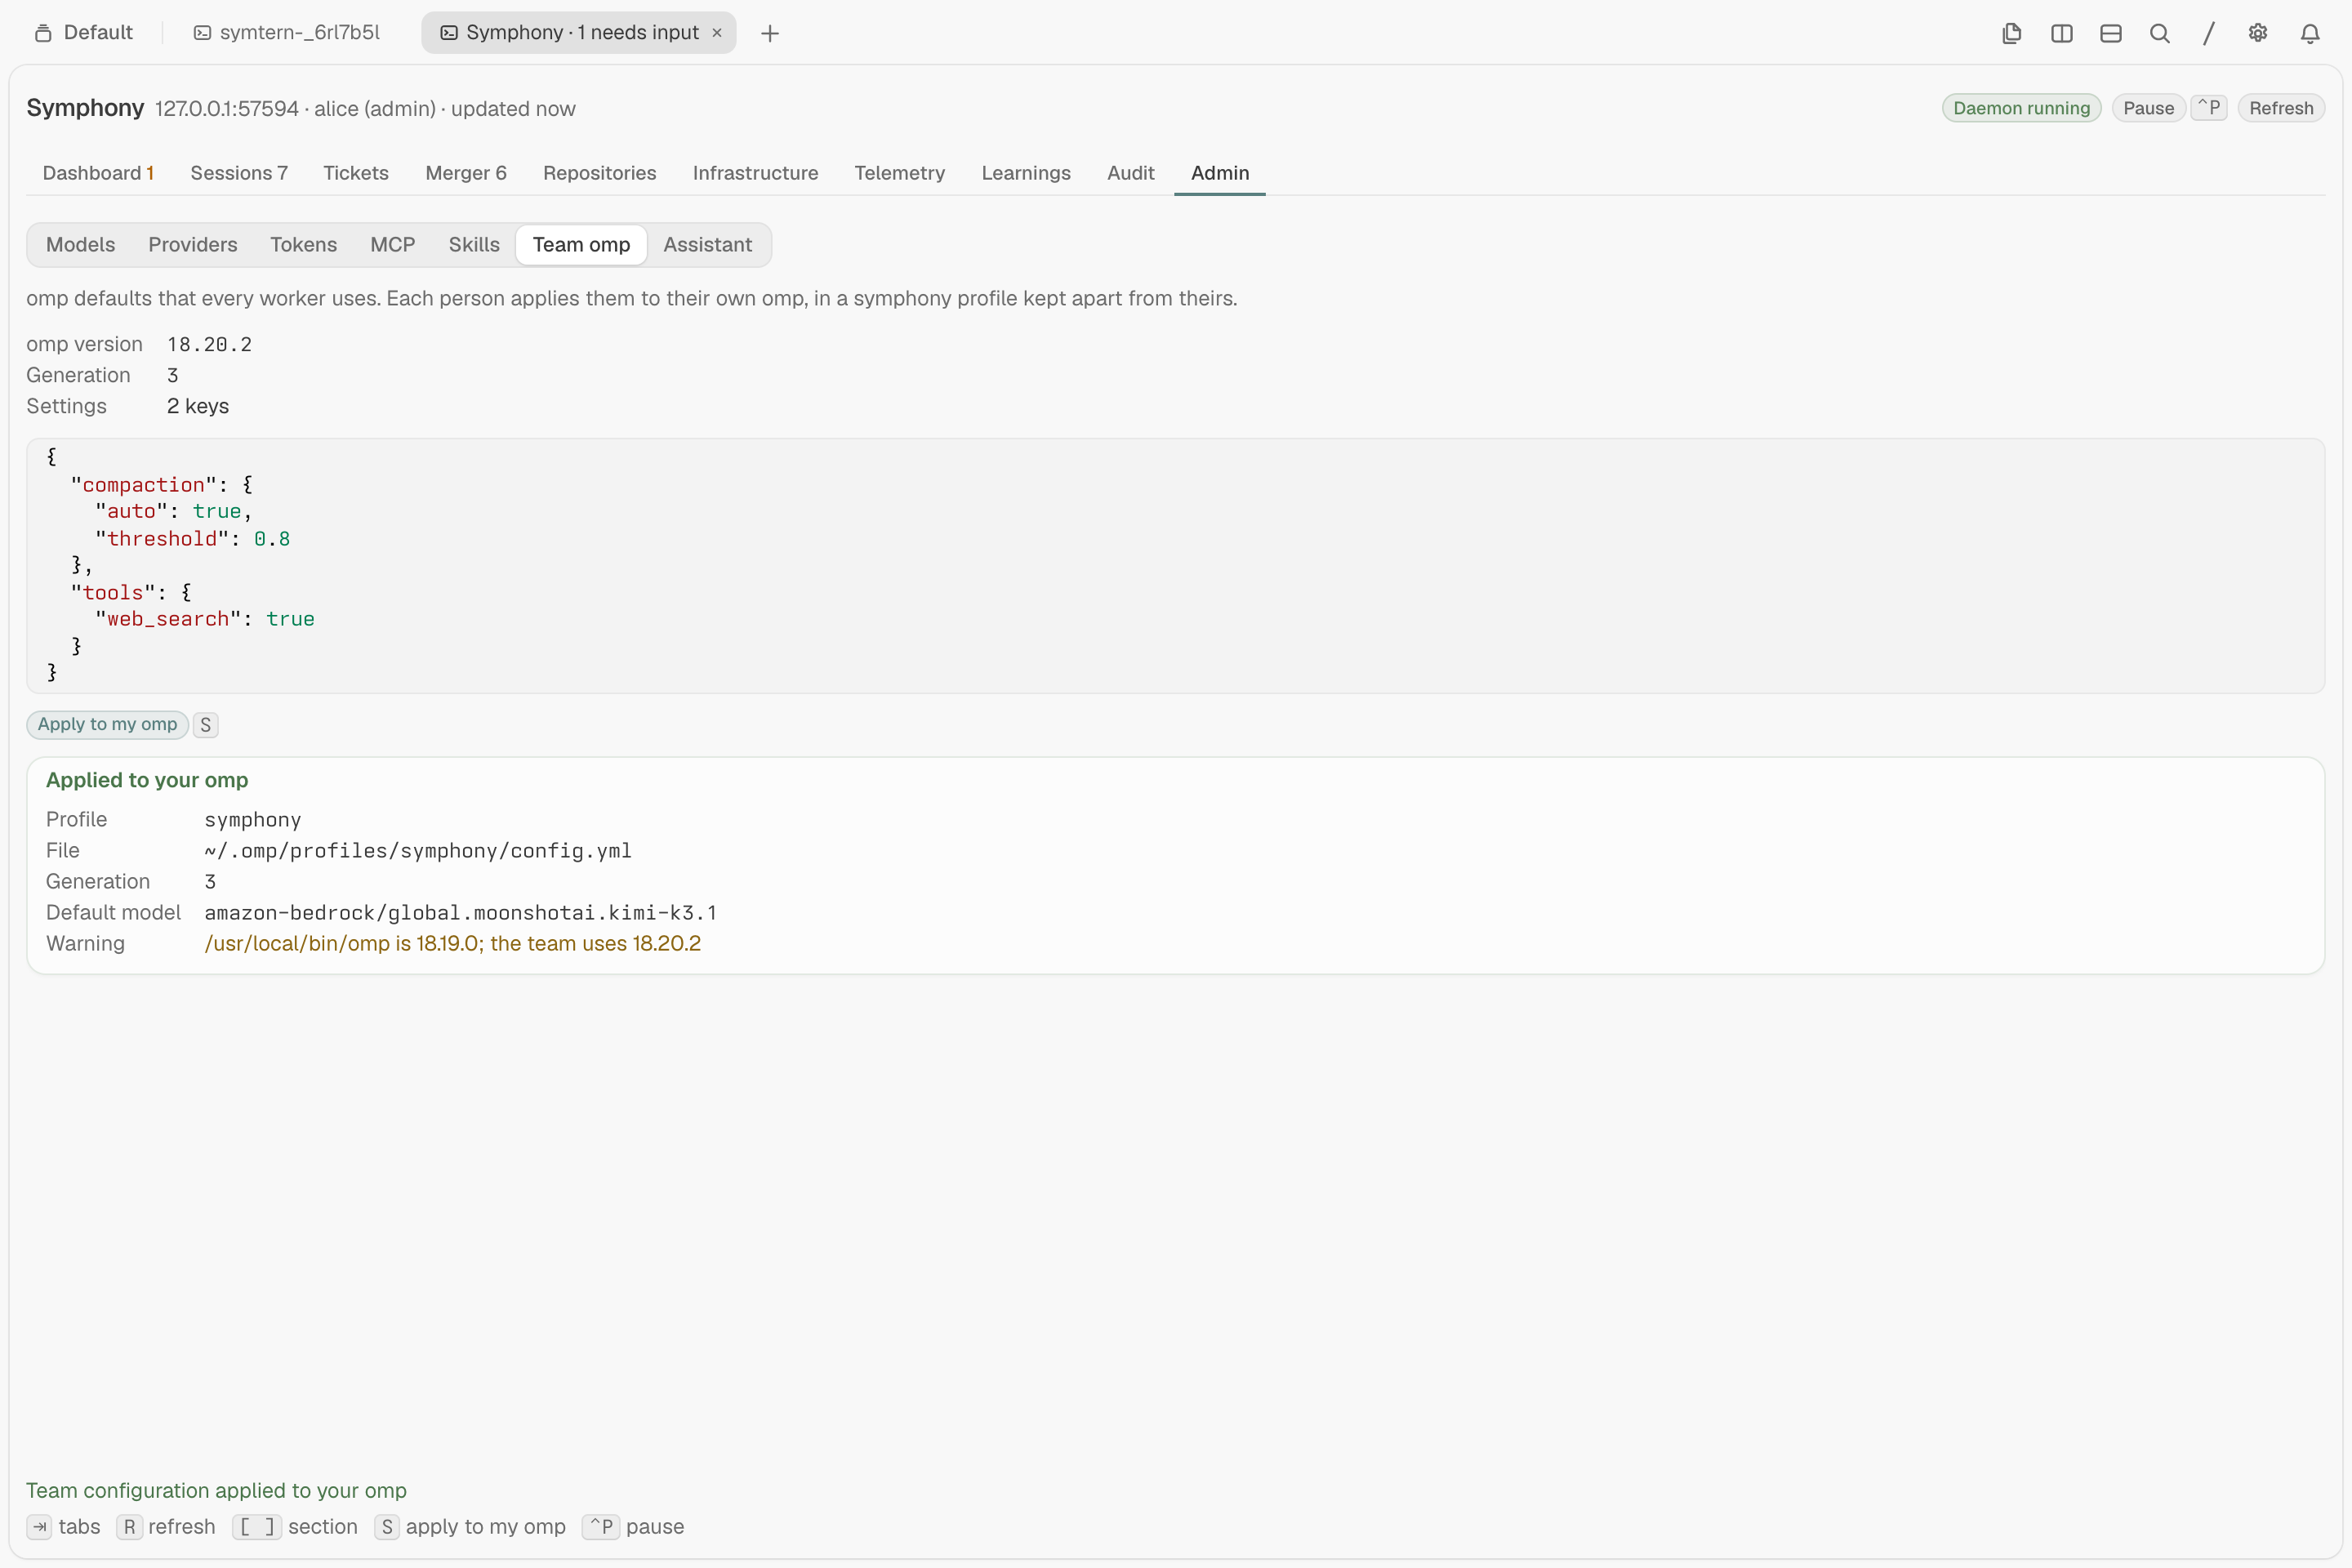 Default symtern-_6rl7b5l Symphony · 1 needs input × +
Symphony 127.0.0.1:57594 · alice (admin) · updated now Daemon running Pause ^P Refresh
Dashboard 1 Sessions 7 Tickets Merger 6 Repositories Infrastructure Telemetry Learnings Audit Admin
Models Providers Tokens MCP Skills Team omp Assistant
omp defaults that every worker uses. Each person applies them to their own omp, in a symphony profile kept apart from theirs.
omp version 18.20.2
Generation 3
Settings 2 keys
{
  "compaction": {
    "auto": true,
    "threshold": 0.8
  },
  "tools": {
    "web_search": true
  }
}
Apply to my omp S
Applied to your omp
Profile symphony
File ~/.omp/profiles/symphony/config.yml
Generation 3
Default model amazon-bedrock/global.moonshotai.kimi-k3.1
Warning /usr/local/bin/omp is 18.19.0; the team uses 18.20.2
Team configuration applied to your omp
⇥ tabs R refresh [ ] section S apply to my omp ^P pause